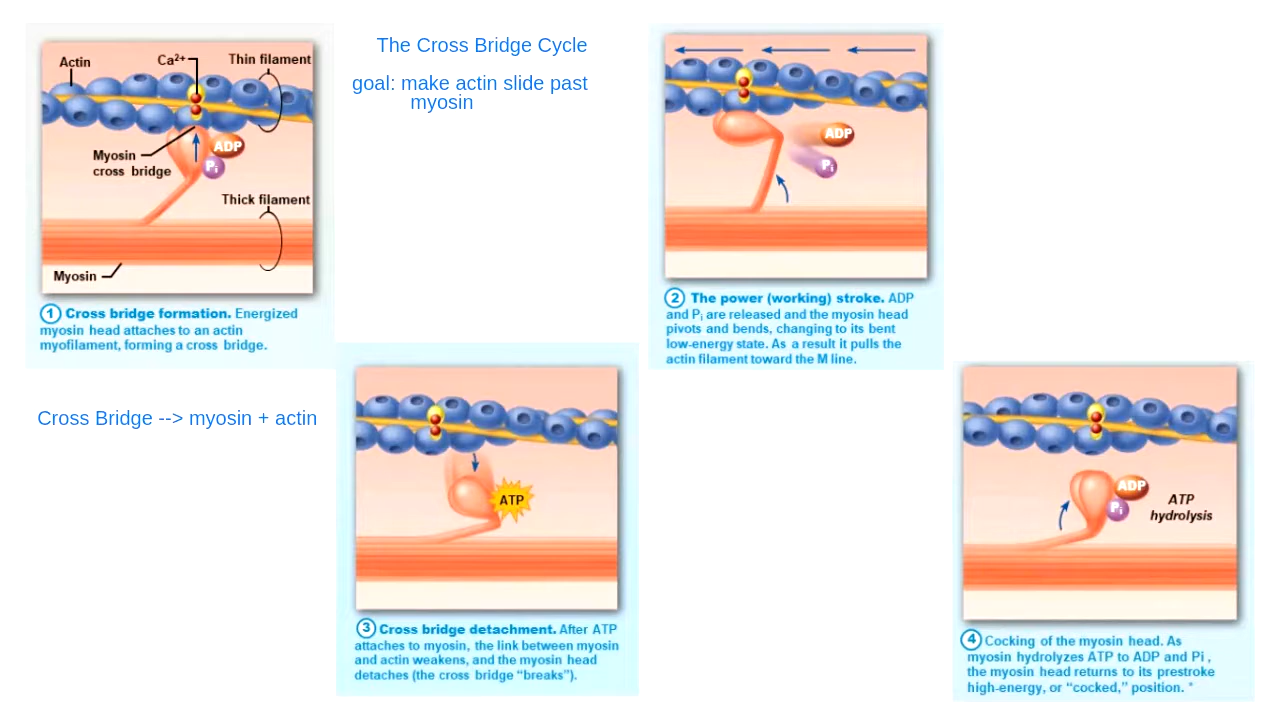 The Cross Bridge Cycle
goal: make actin slide past
myosin
Actin
Ca²⁺
Thin filament
ADP
Pi
Myosin
cross bridge
Thick filament
Myosin
1 Cross bridge formation. Energized
myosin head attaches to an actin
myofilament, forming a cross bridge.
ADP
Pi
2 The power (working) stroke. ADP
and Pi are released and the myosin head
pivots and bends, changing to its bent
low-energy state. As a result it pulls the
actin filament toward the M line.
Cross Bridge --> myosin + actin
ATP
3 Cross bridge detachment. After ATP
attaches to myosin, the link between myosin
and actin weakens, and the myosin head
detaches (the cross bridge “breaks”).
ADP
Pi
ATP
hydrolysis
4 Cocking of the myosin head. As
myosin hydrolyzes ATP to ADP and Pi ,
the myosin head returns to its prestroke
high-energy, or “cocked,” position. *